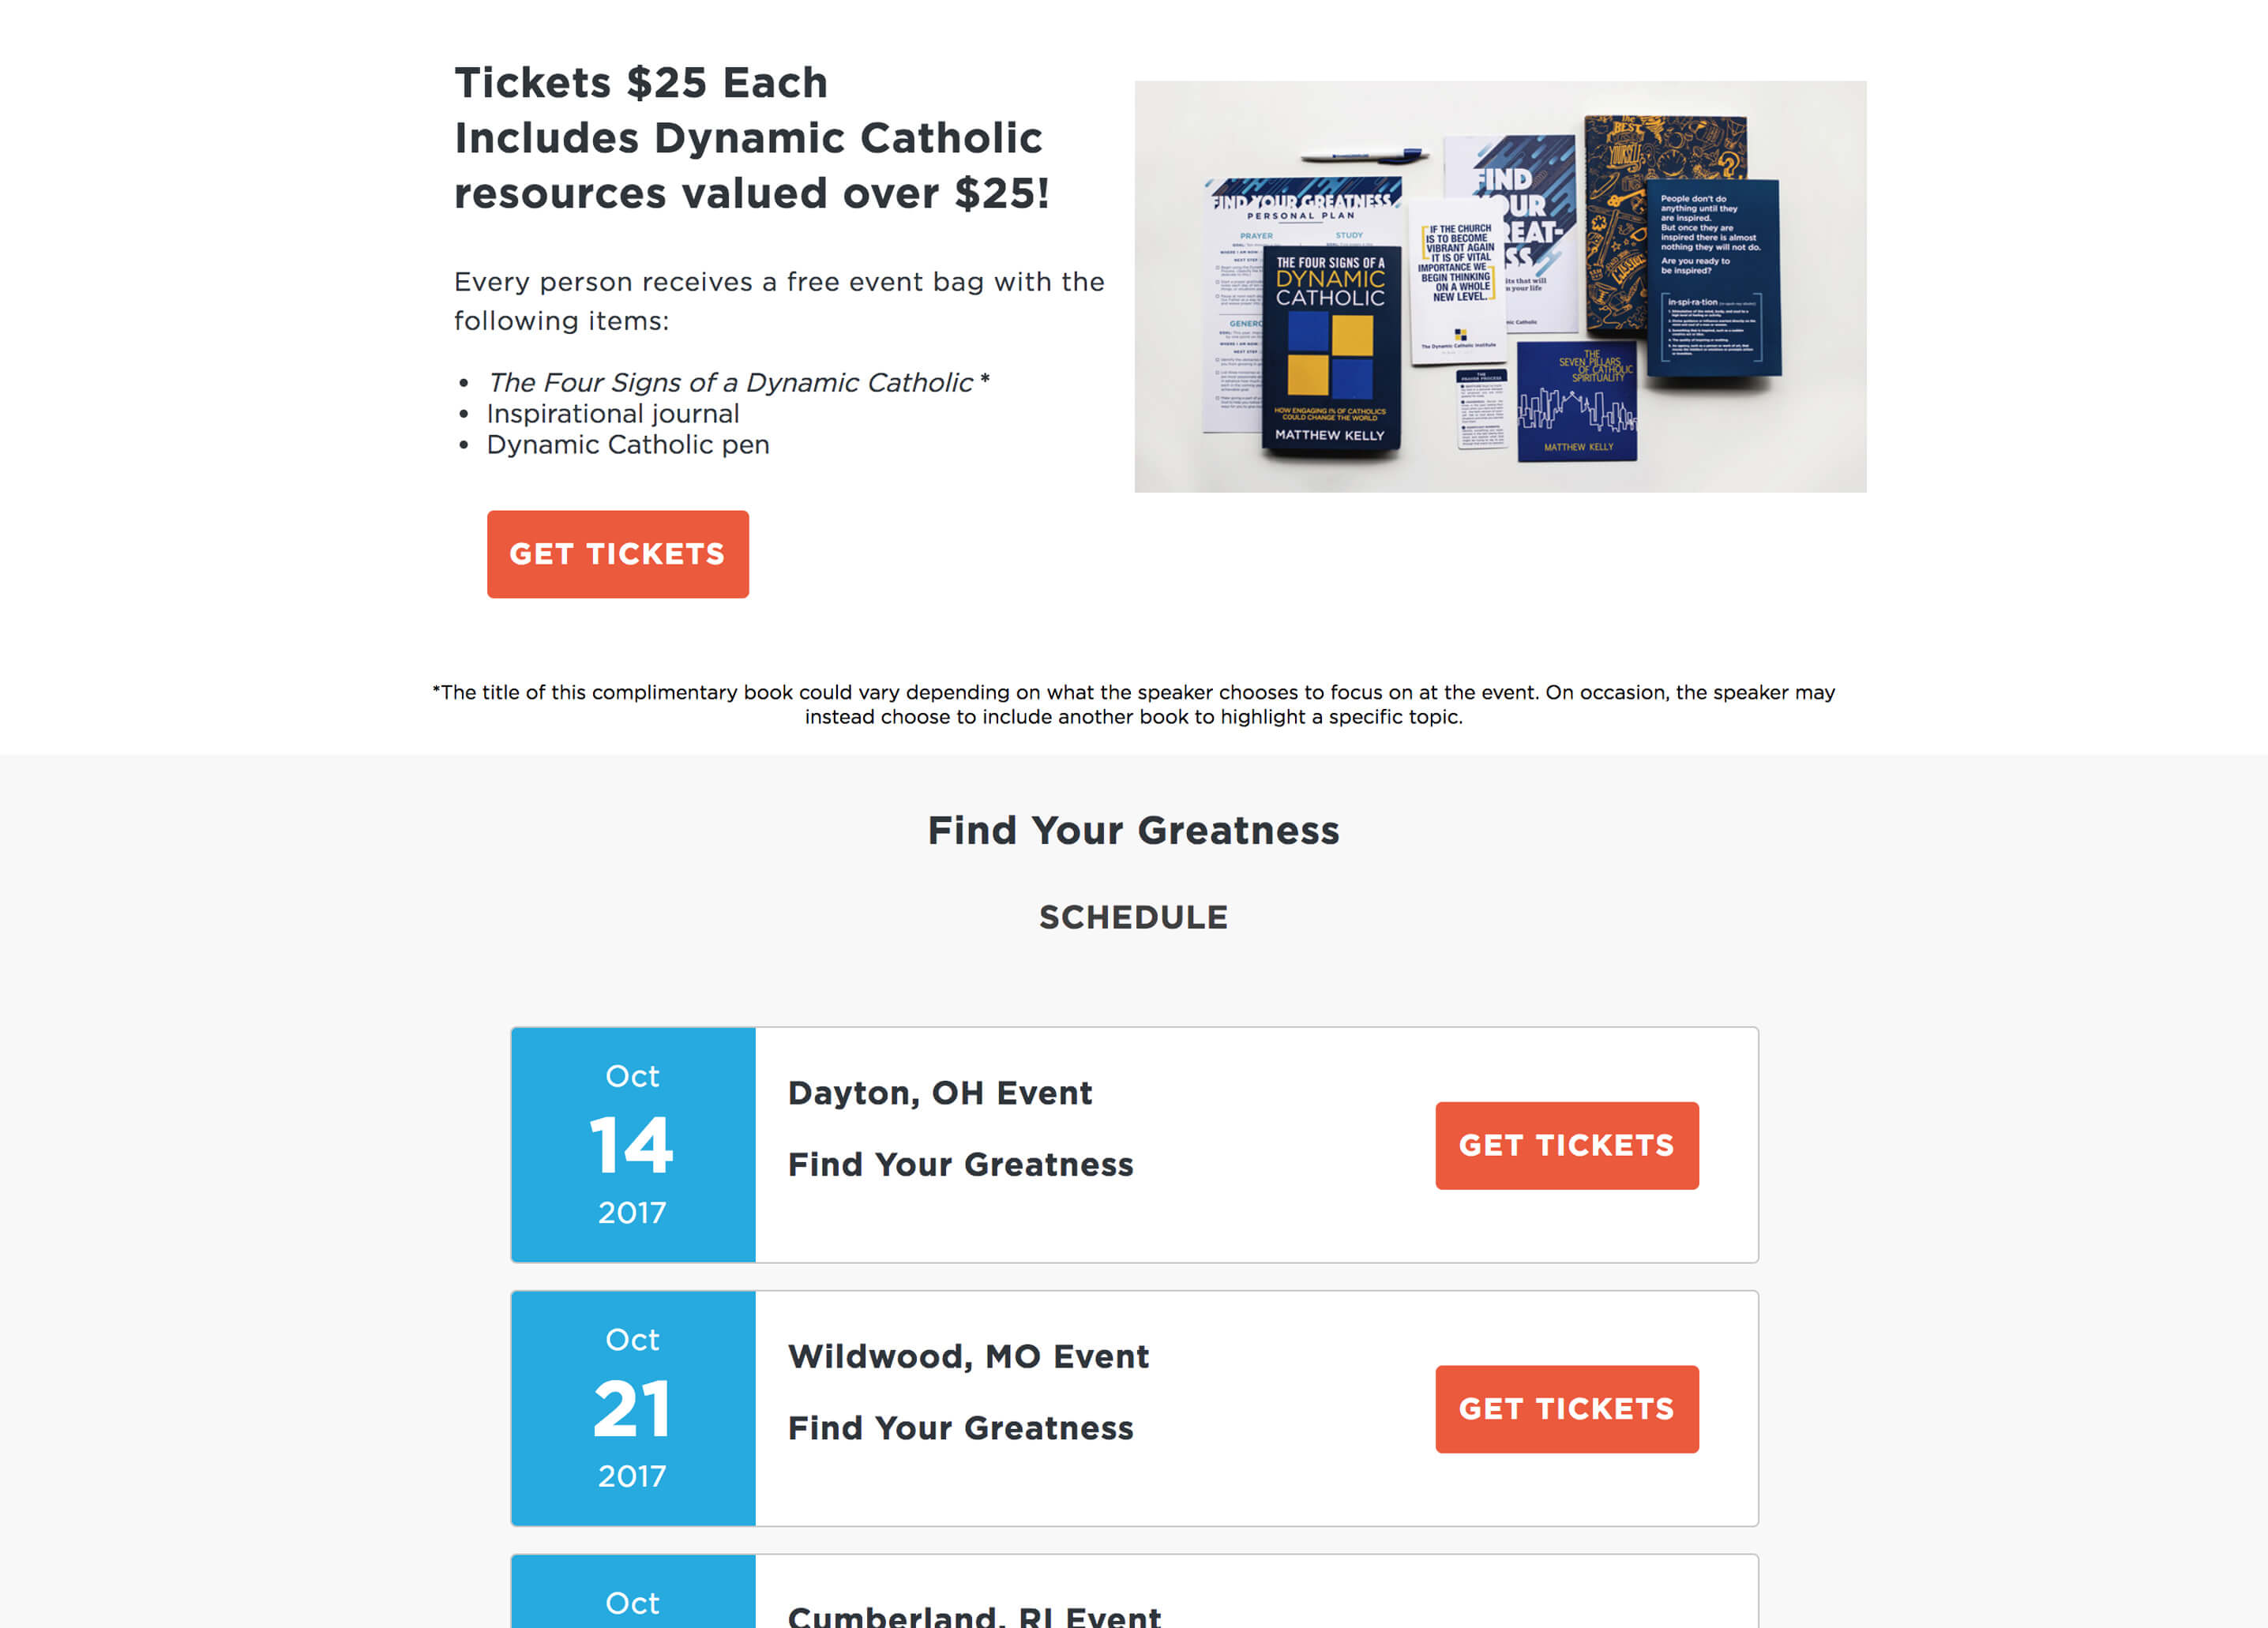 Tickets $25 Each
Includes Dynamic Catholic
resources valued over $25!
Every person receives a free event bag with the
following items:
• The Four Signs of a Dynamic Catholic *
• Inspirational journal
• Dynamic Catholic pen
GET TICKETS
FIND YOUR GREATNESS
PERSONAL PLAN
PRAYER STUDY
GENERO
THE FOUR SIGNS OF A
DYNAMIC
CATHOLIC
HOW ENGAGING 1% OF CATHOLICS
COULD CHANGE THE WORLD
MATTHEW KELLY
IF THE CHURCH
IS TO BECOME
VIBRANT AGAIN
IT IS OF VITAL
IMPORTANCE WE
BEGIN THINKING
ON A WHOLE
NEW LEVEL.
The Dynamic Catholic Institute
FIND
OUR
REAT-
SS
its that will
your life
ic Catholic
THE
PRAYER PROCESS
THE
SEVEN PILLARS
OF CATHOLIC
SPIRITUALITY
MATTHEW KELLY
the
BEST
YOURSELF
People don't do
anything until they
are inspired.
But once they are
inspired there is almost
nothing they will not do.
Are you ready to
be inspired?
in·spi·ra·tion
*The title of this complimentary book could vary depending on what the speaker chooses to focus on at the event. On occasion, the speaker may
instead choose to include another book to highlight a specific topic.
Find Your Greatness
SCHEDULE
Oct
14
2017
Dayton, OH Event
Find Your Greatness
GET TICKETS
Oct
21
2017
Wildwood, MO Event
Find Your Greatness
GET TICKETS
Oct
Cumberland, RI Event